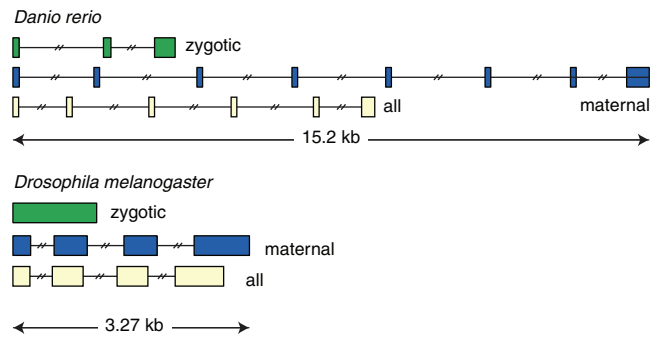 Danio rerio
zygotic
all
maternal
15.2 kb
Drosophila melanogaster
zygotic
maternal
all
3.27 kb